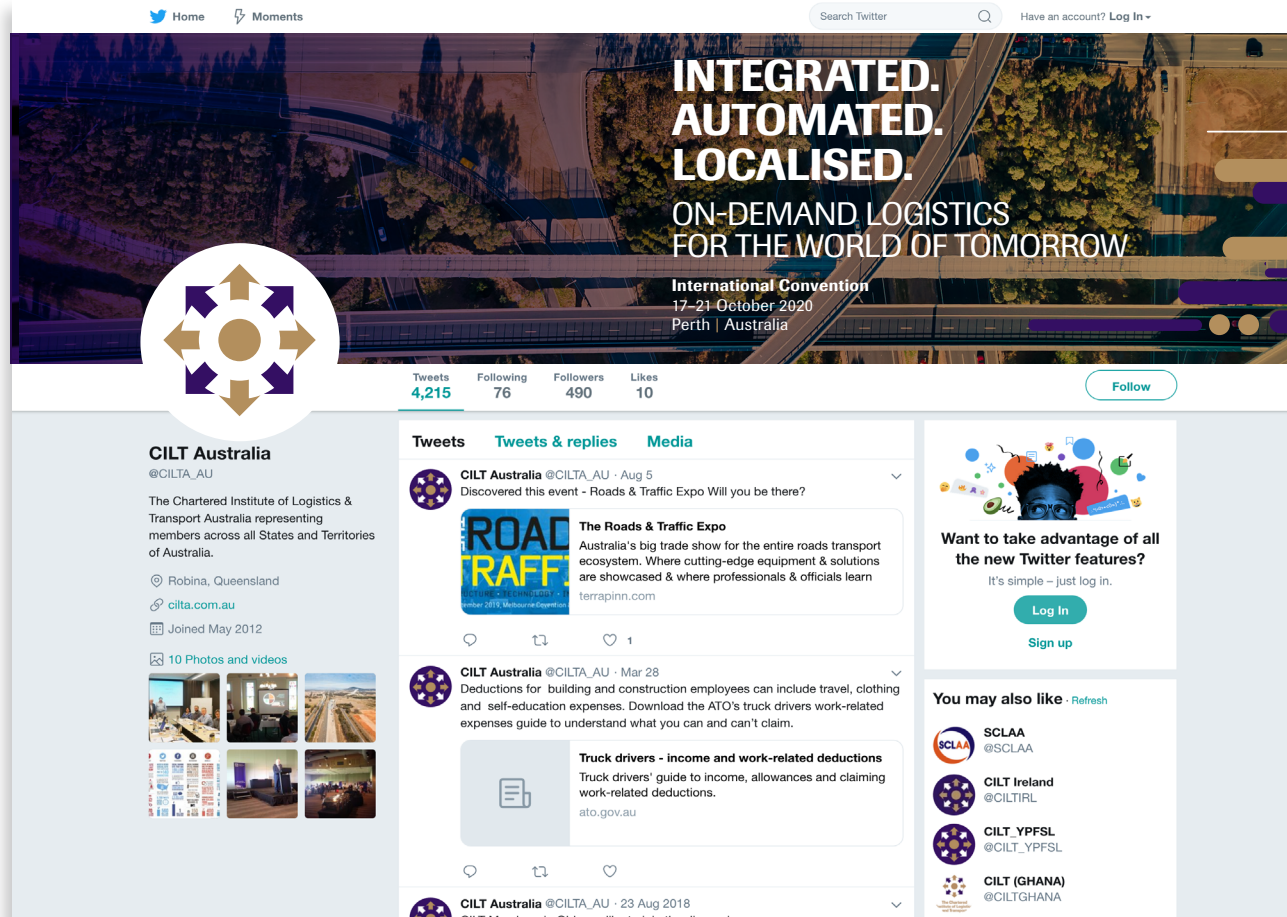 Home
Moments
Search Twitter
Have an account? Log In
INTEGRATED.
AUTOMATED.
LOCALISED.
ON-DEMAND LOGISTICS
FOR THE WORLD OF TOMORROW
International Convention
17–21 October 2020
Perth | Australia
Tweets
4,215
Following
76
Followers
490
Likes
10
Follow
CILT Australia
@CILTA_AU
The Chartered Institute of Logistics &
Transport Australia representing
members across all States and Territories
of Australia.
Robina, Queensland
cilta.com.au
Joined May 2012
10 Photos and videos
Tweets
Tweets & replies
Media
CILT Australia @CILTA_AU · Aug 5
Discovered this event - Roads & Traffic Expo Will you be there?
ROAD
TRAFFI
The Roads & Traffic Expo
Australia's big trade show for the entire roads transport
ecosystem. Where cutting-edge equipment & solutions
are showcased & where professionals & officials learn
terrapinn.com
1
CILT Australia @CILTA_AU · Mar 28
Deductions for building and construction employees can include travel, clothing
and self-education expenses. Download the ATO's truck drivers work-related
expenses guide to understand what you can and can't claim.
Truck drivers - income and work-related deductions
Truck drivers' guide to income, allowances and claiming
work-related deductions.
ato.gov.au
CILT Australia @CILTA_AU · 23 Aug 2018
Want to take advantage of all
the new Twitter features?
It's simple – just log in.
Log In
Sign up
You may also like · Refresh
SCLAA
SCLAA
@SCLAA
CILT Ireland
@CILTIRL
CILT_YPFSL
@CILT_YPFSL
CILT (GHANA)
@CILTGHANA